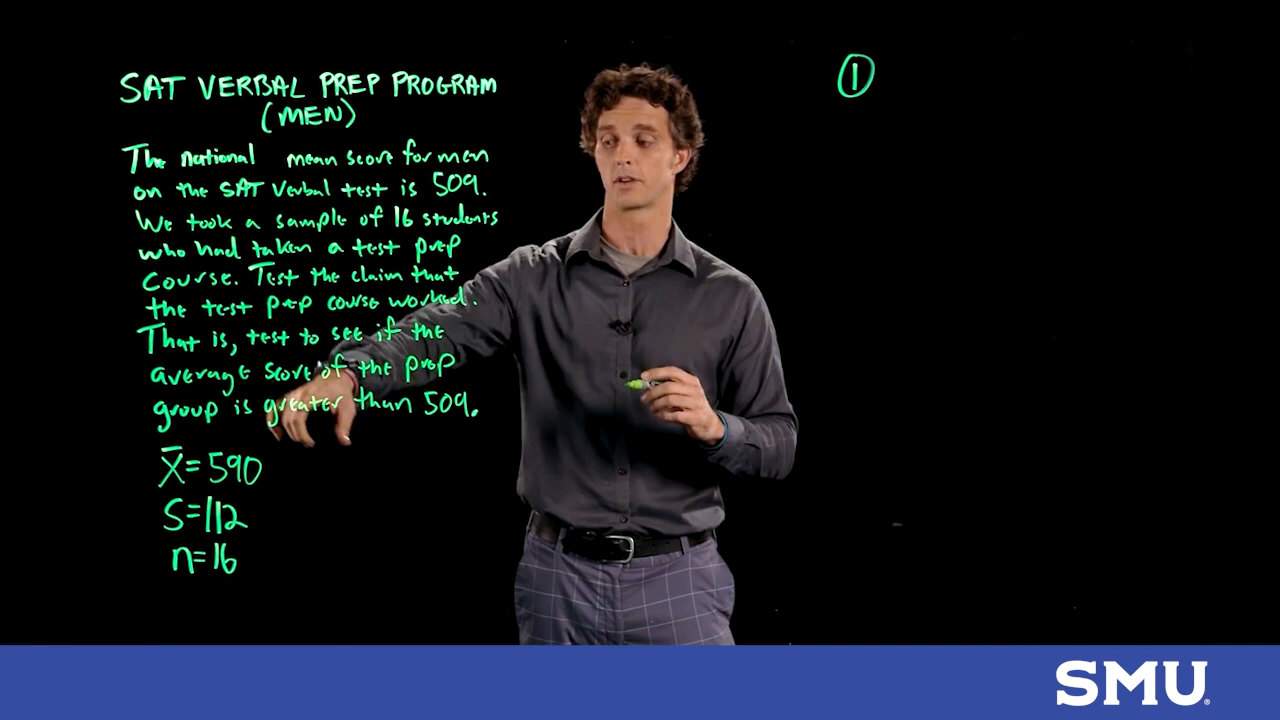 SAT VERBAL PREP PROGRAM
(MEN)
The national mean score for men
on the SAT Verbal test is 509.
We took a sample of 16 students
who had taken a test prep
course. Test the claim that
the test prep course worked.
That is, test to see if the
average score of the prep
group is greater than 509.
X̄=590
S=112
n=16
①
SMU